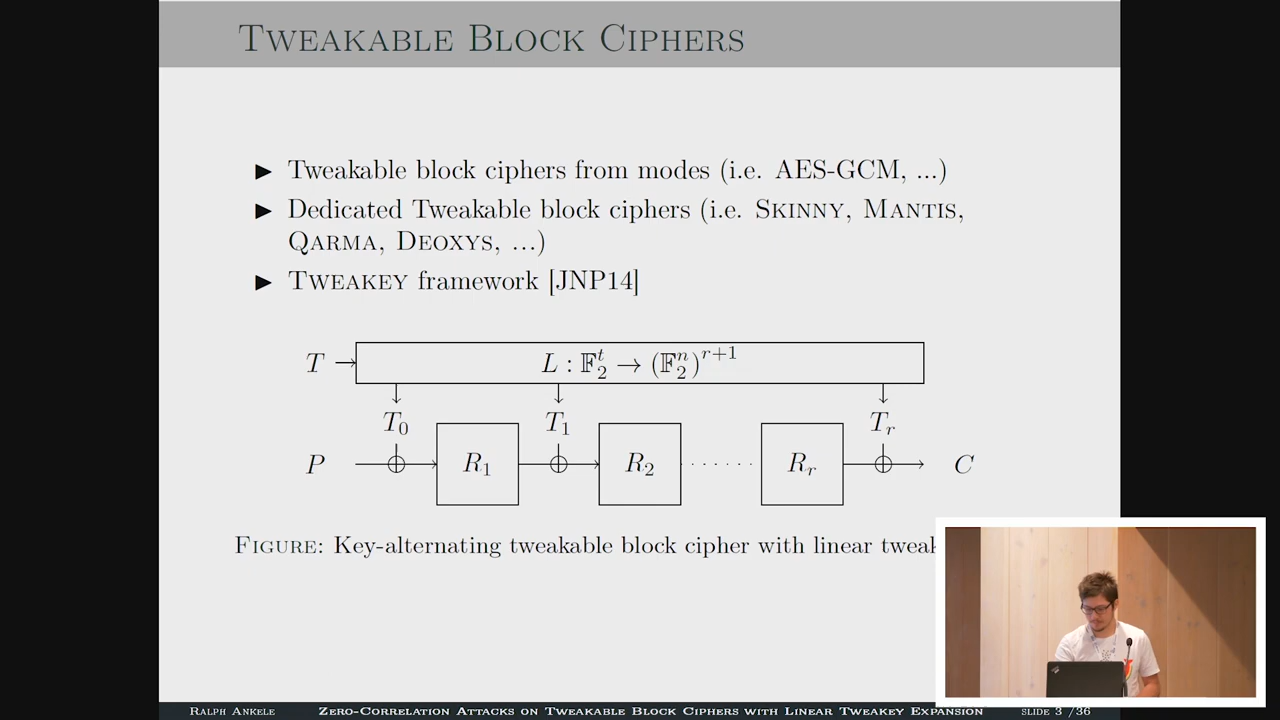 TWEAKABLE BLOCK CIPHERS
▶ Tweakable block ciphers from modes (i.e. AES-GCM, ...)
▶ Dedicated Tweakable block ciphers (i.e. SKINNY, MANTIS,
QARMA, DEOXYS, ...)
▶ TWEAKEY framework [JNP14]
T
L : 𝔽₂ᵗ → (𝔽₂ⁿ)ʳ⁺¹
T₀ T₁ Tᵣ
P R₁ R₂ Rᵣ C
FIGURE: Key-alternating tweakable block cipher with linear tweak
RALPH ANKELE ZERO-CORRELATION ATTACKS ON TWEAKABLE BLOCK CIPHERS WITH LINEAR TWEAKEY EXPANSION SLIDE 3 /36